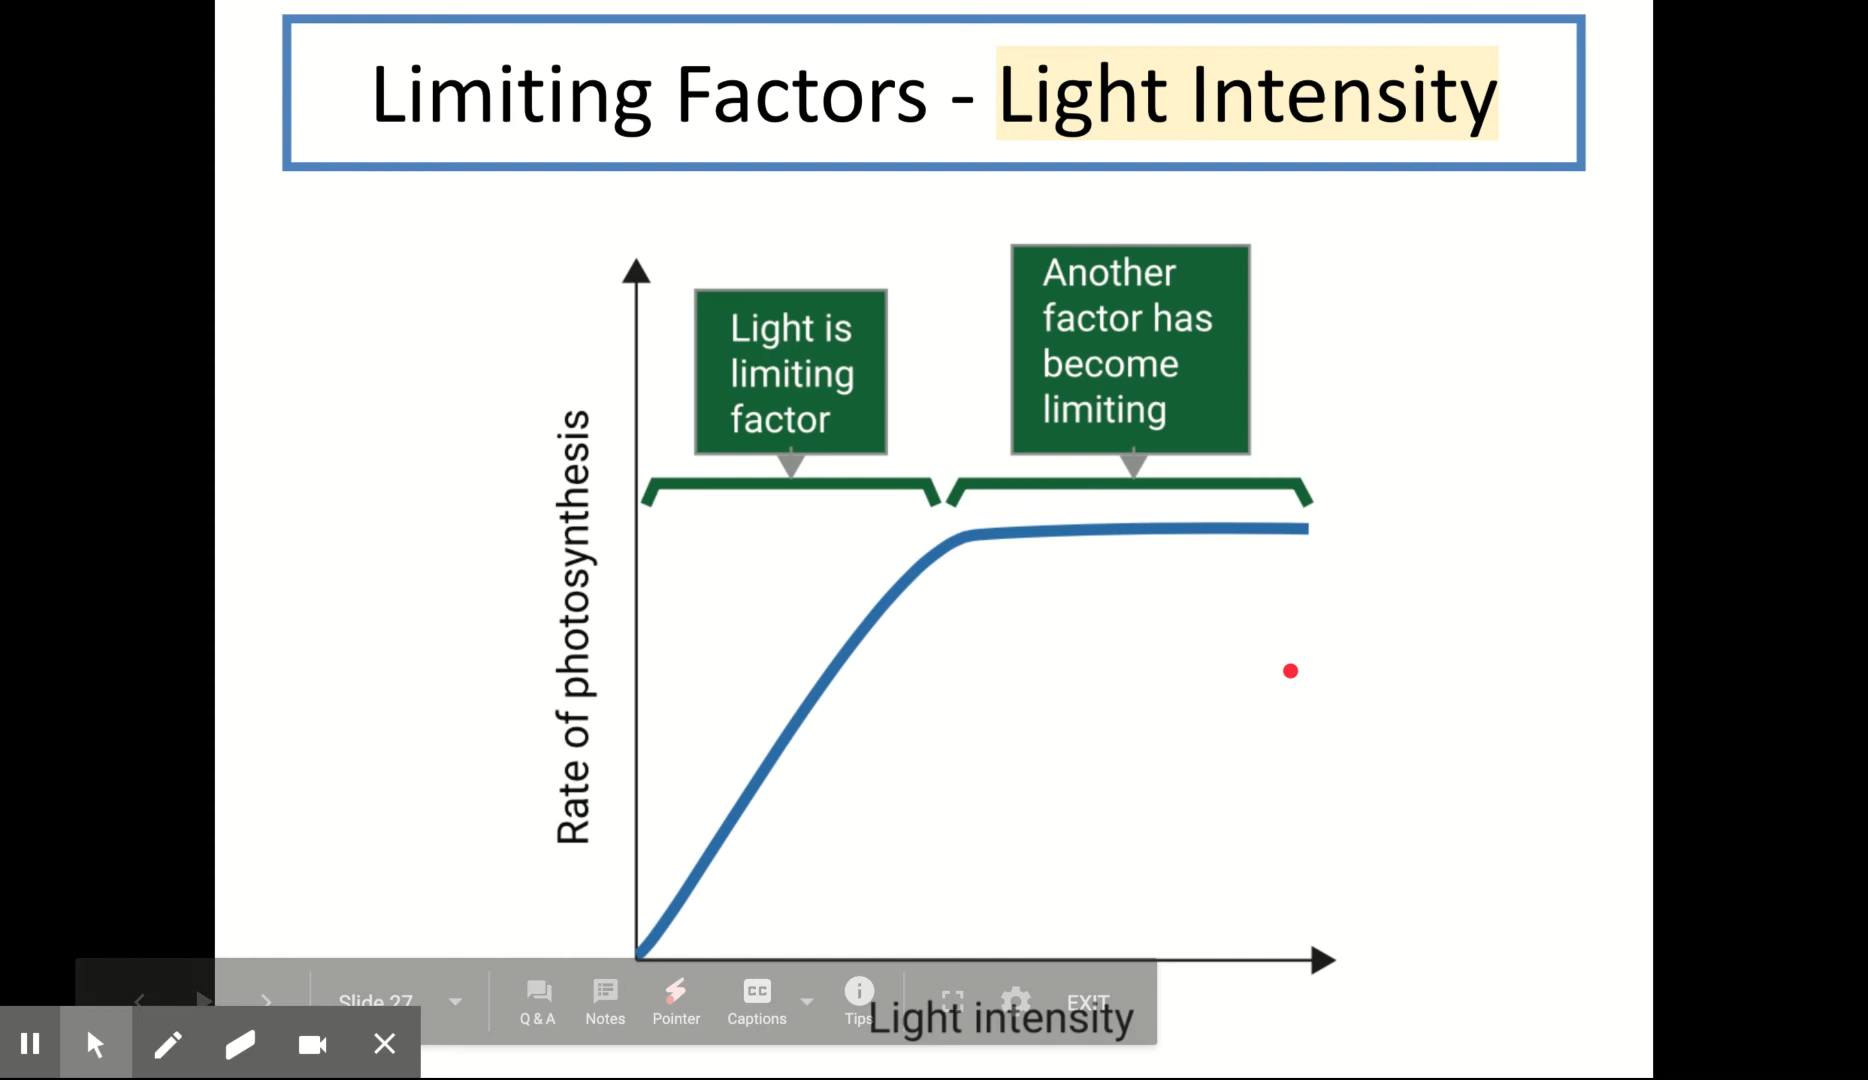 Limiting Factors - Light Intensity
Light is
limiting
factor
Another
factor has
become
limiting
Rate of photosynthesis
Light intensity
Slide 27
Q & A
Notes
Pointer
CC
Captions
Tips
EXIT